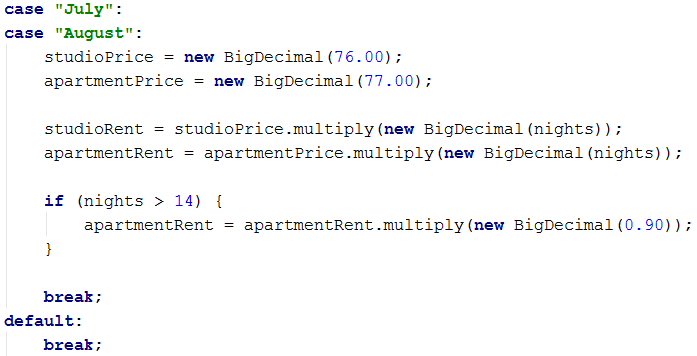 case "July":
case "August":
    studioPrice = new BigDecimal(76.00);
    apartmentPrice = new BigDecimal(77.00);

    studioRent = studioPrice.multiply(new BigDecimal(nights));
    apartmentRent = apartmentPrice.multiply(new BigDecimal(nights));

    if (nights > 14) {
        apartmentRent = apartmentRent.multiply(new BigDecimal(0.90));
    }

    break;
default:
    break;